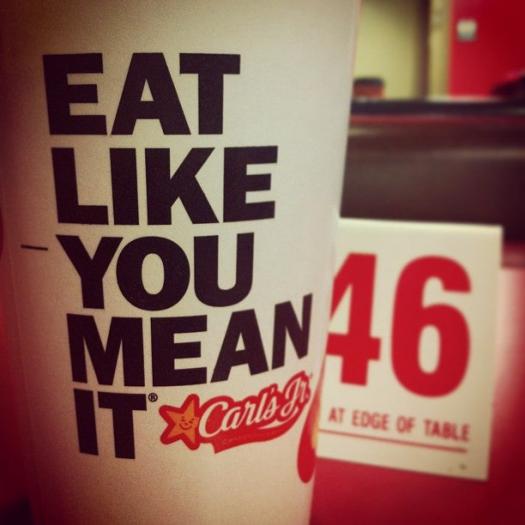 EAT
LIKE
YOU
MEAN
IT®
Carl's Jr.
46
AT EDGE OF TABLE